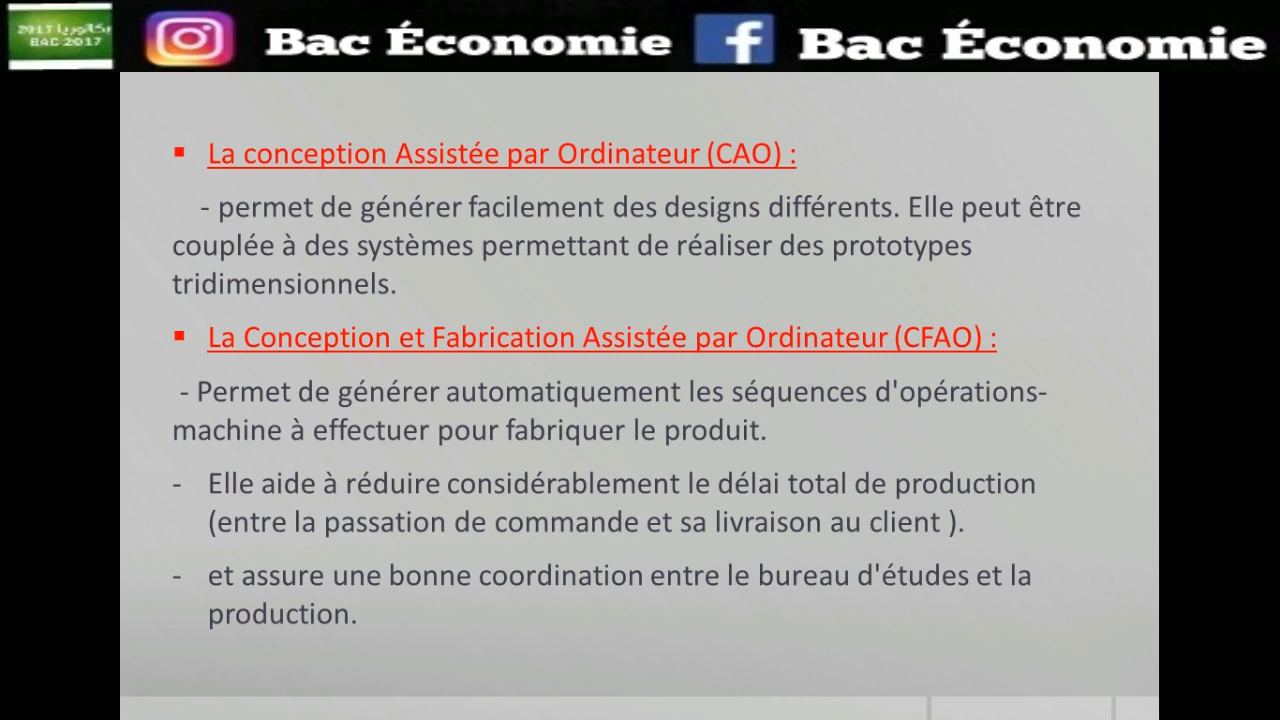 بكالوريا 2017
BAC 2017
Bac Économie
Bac Économie
▪ La conception Assistée par Ordinateur (CAO) :
- permet de générer facilement des designs différents. Elle peut être
couplée à des systèmes permettant de réaliser des prototypes
tridimensionnels.
▪ La Conception et Fabrication Assistée par Ordinateur (CFAO) :
- Permet de générer automatiquement les séquences d'opérations-
machine à effectuer pour fabriquer le produit.
- Elle aide à réduire considérablement le délai total de production
(entre la passation de commande et sa livraison au client ).
- et assure une bonne coordination entre le bureau d'études et la
production.